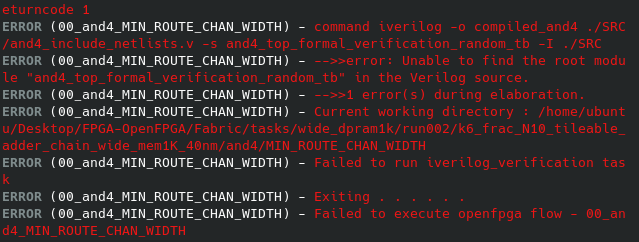 eturncode 1
ERROR (00_and4_MIN_ROUTE_CHAN_WIDTH) - command iverilog -o compiled_and4 ./SRC
/and4_include_netlists.v -s and4_top_formal_verification_random_tb -I ./SRC
ERROR (00_and4_MIN_ROUTE_CHAN_WIDTH) - -->>error: Unable to find the root modu
le "and4_top_formal_verification_random_tb" in the Verilog source.
ERROR (00_and4_MIN_ROUTE_CHAN_WIDTH) - -->>1 error(s) during elaboration.
ERROR (00_and4_MIN_ROUTE_CHAN_WIDTH) - Current working directory : /home/ubunt
u/Desktop/FPGA-OpenFPGA/Fabric/tasks/wide_dpram1k/run002/k6_frac_N10_tileable_
adder_chain_wide_mem1K_40nm/and4/MIN_ROUTE_CHAN_WIDTH
ERROR (00_and4_MIN_ROUTE_CHAN_WIDTH) - Failed to run iverilog_verification tas
k
ERROR (00_and4_MIN_ROUTE_CHAN_WIDTH) - Exiting . . . . . .
ERROR (00_and4_MIN_ROUTE_CHAN_WIDTH) - Failed to execute openfpga flow - 00_an
d4_MIN_ROUTE_CHAN_WIDTH